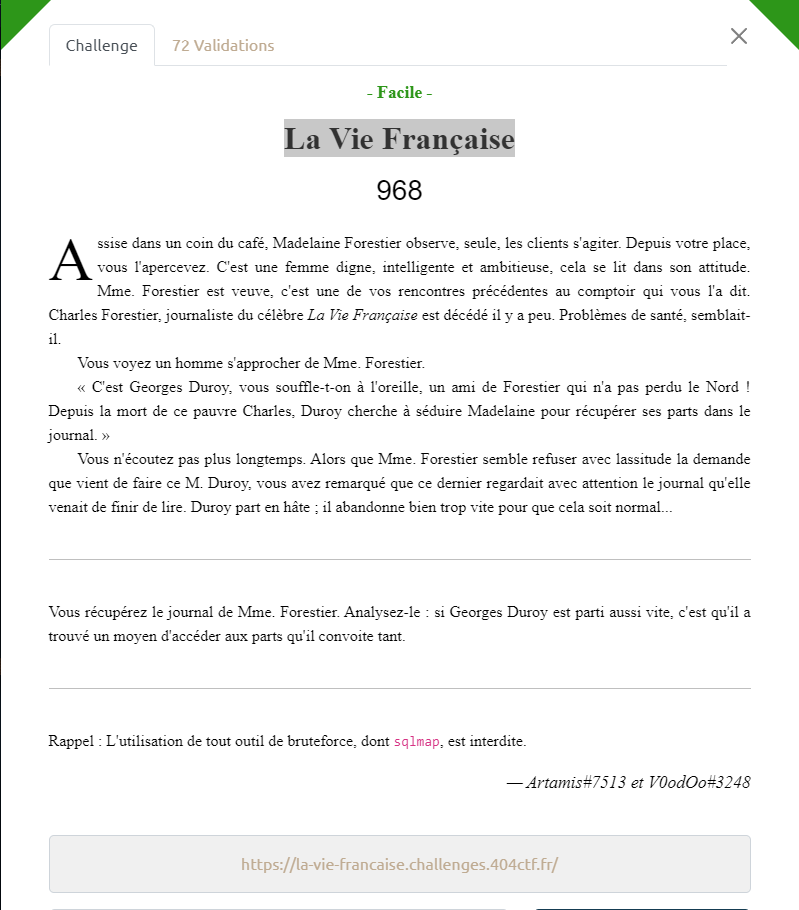 Challenge
72 Validations
- Facile -
La Vie Française
968
Assise dans un coin du café, Madelaine Forestier observe, seule, les clients s'agiter. Depuis votre place,
vous l'apercevez. C'est une femme digne, intelligente et ambitieuse, cela se lit dans son attitude.
Mme. Forestier est veuve, c'est une de vos rencontres précédentes au comptoir qui vous l'a dit.
Charles Forestier, journaliste du célèbre La Vie Française est décédé il y a peu. Problèmes de santé, semblait-
il.
Vous voyez un homme s'approcher de Mme. Forestier.
« C'est Georges Duroy, vous souffle-t-on à l'oreille, un ami de Forestier qui n'a pas perdu le Nord !
Depuis la mort de ce pauvre Charles, Duroy cherche à séduire Madelaine pour récupérer ses parts dans le
journal. »
Vous n'écoutez pas plus longtemps. Alors que Mme. Forestier semble refuser avec lassitude la demande
que vient de faire ce M. Duroy, vous avez remarqué que ce dernier regardait avec attention le journal qu'elle
venait de finir de lire. Duroy part en hâte ; il abandonne bien trop vite pour que cela soit normal...
Vous récupérez le journal de Mme. Forestier. Analysez-le : si Georges Duroy est parti aussi vite, c'est qu'il a
trouvé un moyen d'accéder aux parts qu'il convoite tant.
Rappel : L'utilisation de tout outil de bruteforce, dont sqlmap, est interdite.
— Artamis#7513 et V0odOo#3248
https://la-vie-francaise.challenges.404ctf.fr/